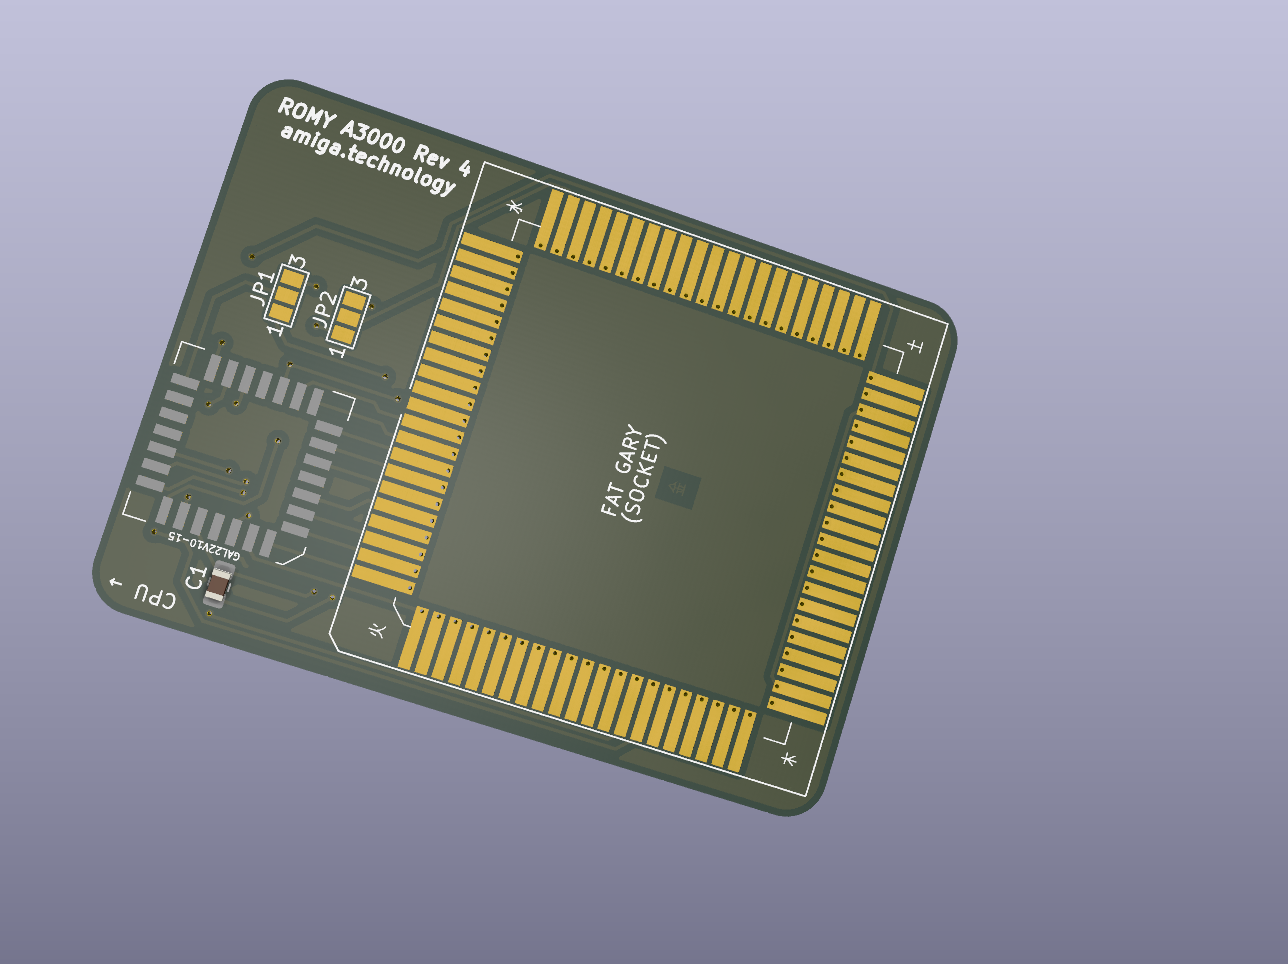 ROMY A3000 Rev 4
amiga.technology
JP1
3
1
JP2
3
1
FAT GARY
(SOCKET)
GAL22V10-15
C1
CPU →